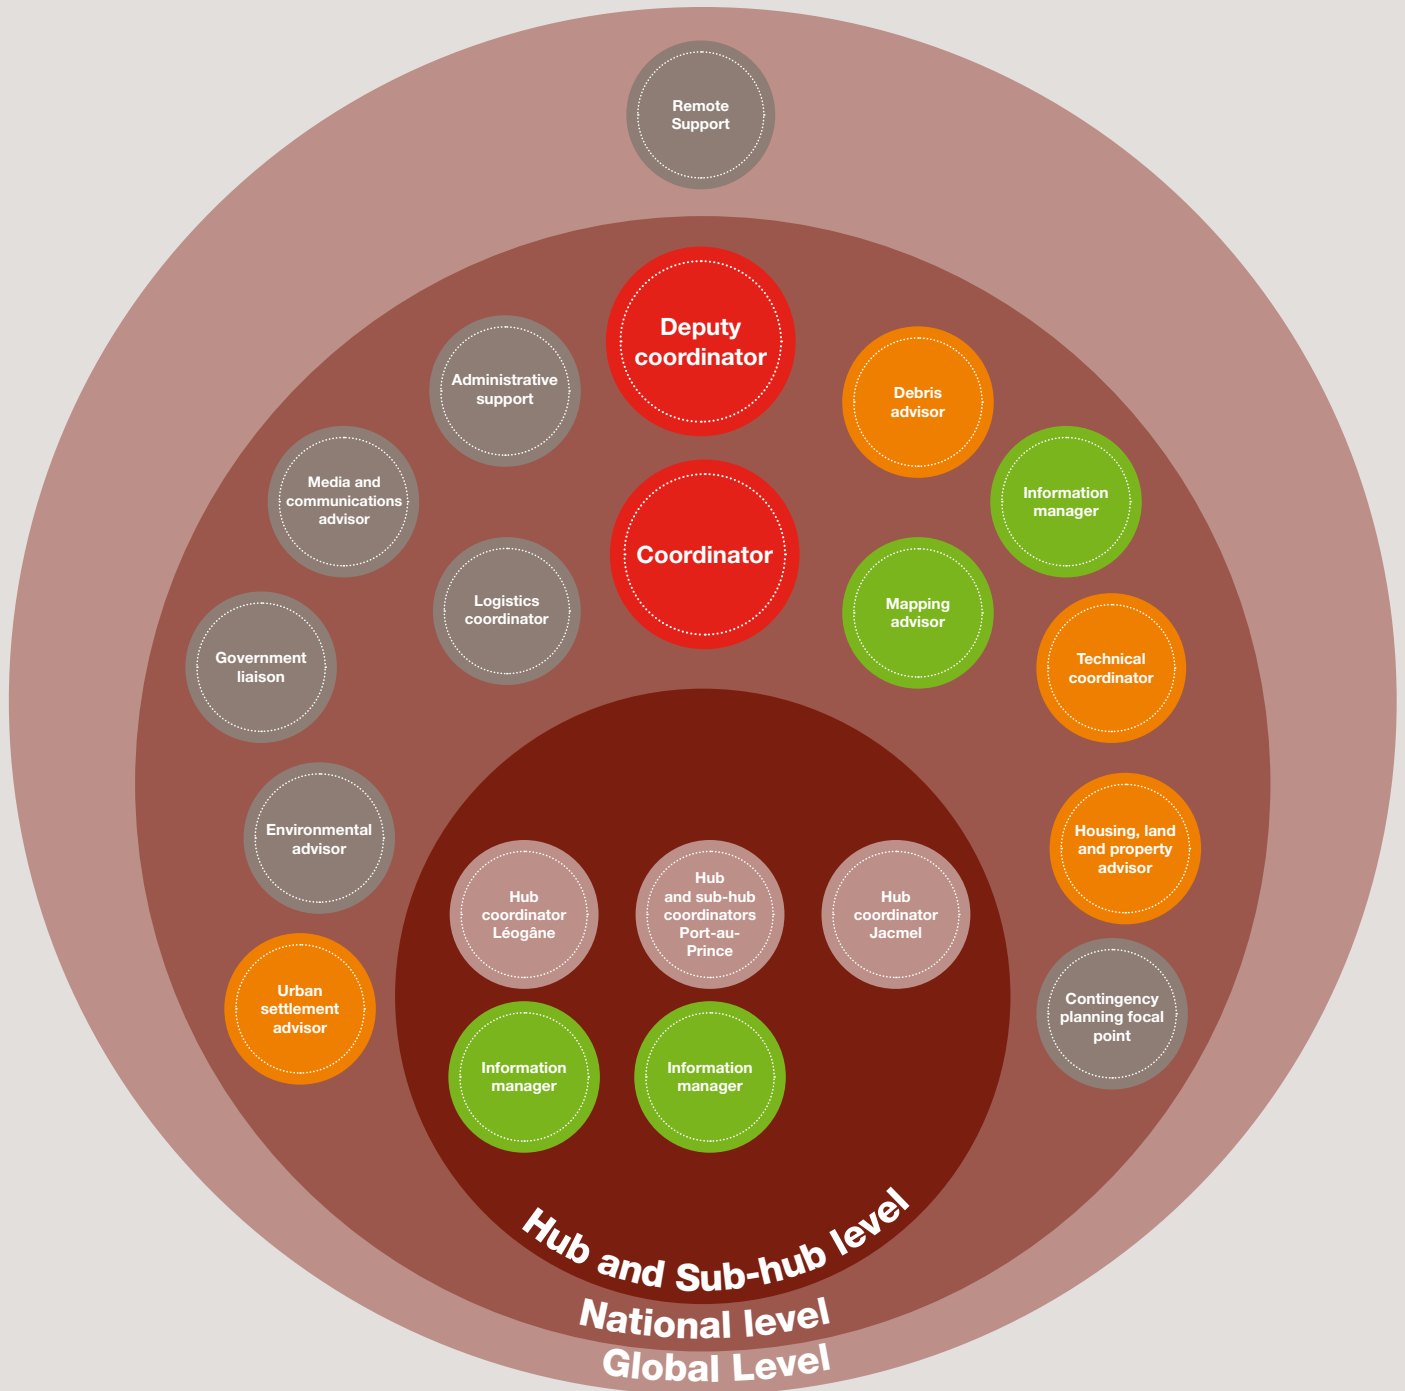 Remote
Support
Deputy
coordinator
Administrative
support
Debris
advisor
Media and
communications
advisor
Information
manager
Coordinator
Logistics
coordinator
Mapping
advisor
Government
liaison
Technical
coordinator
Environmental
advisor
Housing, land
and property
advisor
Hub
coordinator
Léogâne
Hub
and sub-hub
coordinators
Port-au-
Prince
Hub
coordinator
Jacmel
Urban
settlement
advisor
Contingency
planning focal
point
Information
manager
Information
manager
Hub and Sub-hub level
National level
Global Level